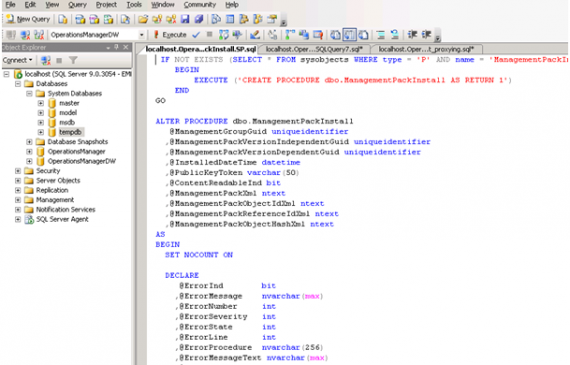 File Edit View Query Project Tools Window Community Help
New Query
OperationsManagerDW
Execute
Object Explorer
Connect
localhost (SQL Server 9.0.3054 - EMI
Databases
System Databases
master
model
msdb
tempdb
Database Snapshots
OperationsManager
OperationsManagerDW
Security
Server Objects
Replication
Management
Notification Services
SQL Server Agent
localhost.Opera...ckInstall.SP.sql localhost.Oper...SQLQuery7.sql* localhost.Oper...t_proxying.sql*
IF NOT EXISTS (SELECT * FROM sysobjects WHERE type = 'P' AND name = 'ManagementPackIn
BEGIN
EXECUTE ('CREATE PROCEDURE dbo.ManagementPackInstall AS RETURN 1')
END
GO
ALTER PROCEDURE dbo.ManagementPackInstall
@ManagementGroupGuid uniqueidentifier
,@ManagementPackVersionIndependentGuid uniqueidentifier
,@ManagementPackVersionDependentGuid uniqueidentifier
,@InstalledDateTime datetime
,@PublicKeyToken varchar(50)
,@ContentReadableInd bit
,@ManagementPackXml ntext
,@ManagementPackObjectIdXml ntext
,@ManagementPackReferenceIdXml ntext
,@ManagementPackObjectHashXml ntext
AS
BEGIN
SET NOCOUNT ON
DECLARE
@ErrorInd bit
,@ErrorMessage nvarchar(max)
,@ErrorNumber int
,@ErrorSeverity int
,@ErrorState int
,@ErrorLine int
,@ErrorProcedure nvarchar(256)
,@ErrorMessageText nvarchar(max)